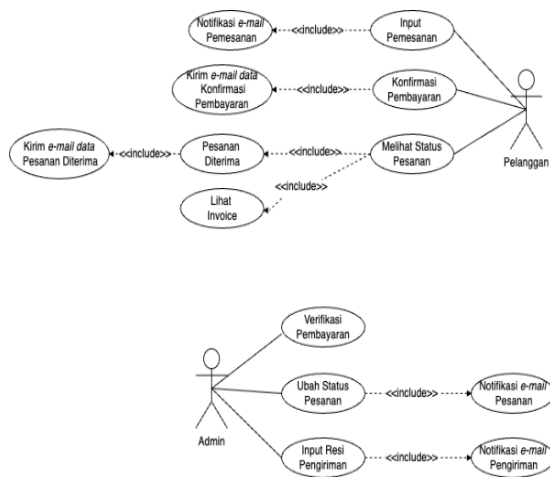 Notifikasi e-mail
Pemesanan
<<include>>
Input
Pemesanan
Kirim e-mail data
Konfirmasi
Pembayaran
<<include>>
Konfirmasi
Pembayaran
Kirim e-mail data
Pesanan Diterima
<<include>>
Pesanan
Diterima
<<include>>
Melihat Status
Pesanan
Pelanggan
<<include>>
Lihat
Invoice
Verifikasi
Pembayaran
Ubah Status
Pesanan
<<include>>
Notifikasi e-mail
Pesanan
Admin
Input Resi
Pengiriman
<<include>>
Notifikasi e-mail
Pengiriman